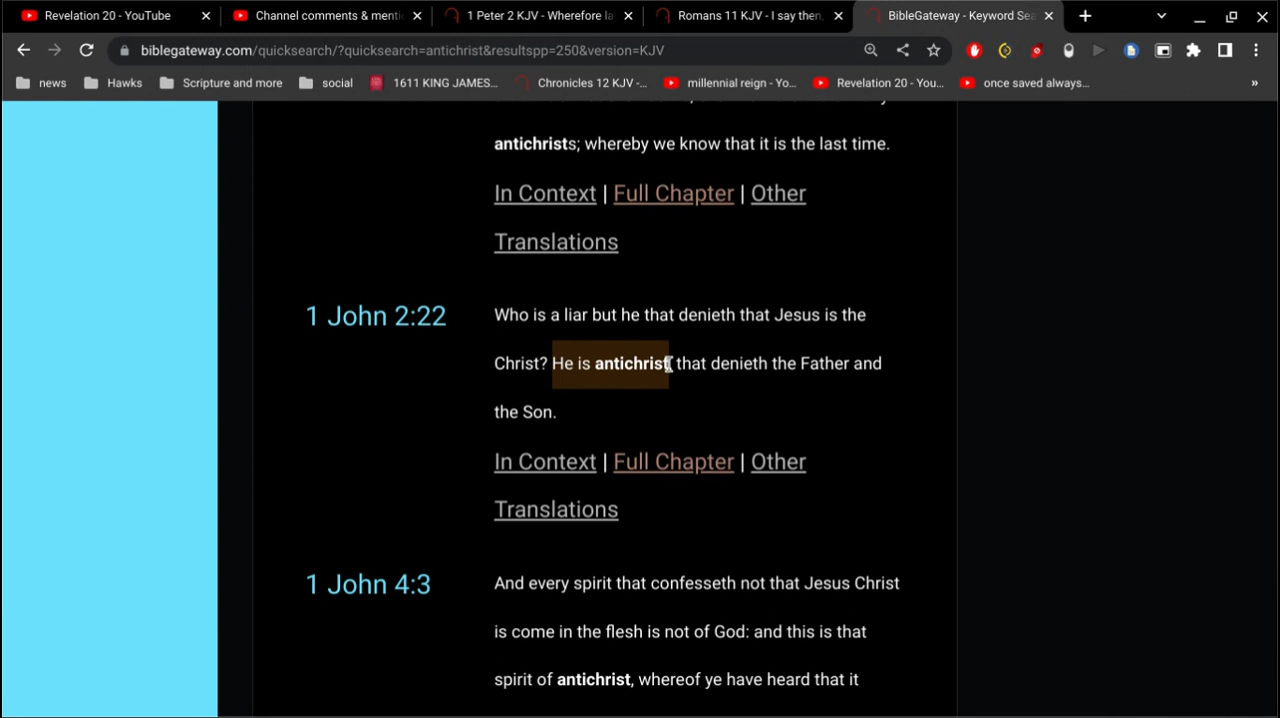 Revelation 20 - YouTube
Channel comments & menti
1 Peter 2 KJV - Wherefore la
Romans 11 KJV - I say then,
BibleGateway - Keyword Sea
biblegateway.com/quicksearch/?quicksearch=antichrist&resultspp=250&version=KJV
news
Hawks
Scripture and more
social
1611 KING JAMES...
Chronicles 12 KJV -...
millennial reign - Yo...
Revelation 20 - You...
once saved always...
antichrists; whereby we know that it is the last time.
In Context | Full Chapter | Other
Translations
1 John 2:22
Who is a liar but he that denieth that Jesus is the
Christ? He is antichrist, that denieth the Father and
the Son.
In Context | Full Chapter | Other
Translations
1 John 4:3
And every spirit that confesseth not that Jesus Christ
is come in the flesh is not of God: and this is that
spirit of antichrist, whereof ye have heard that it